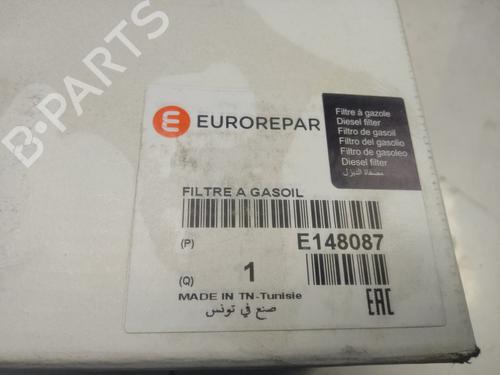 B-PARTS
EUROREPAR
Filtre à gazole
Diesel filter
Filtro de gasoil
Filtro del gasolio
Filtro de gasoleo
Diesel filter
مصفاة الديزل
FILTRE A GASOIL
(P) E148087
(Q) 1
MADE IN TN-Tunisie
صنع في تونس
EAC